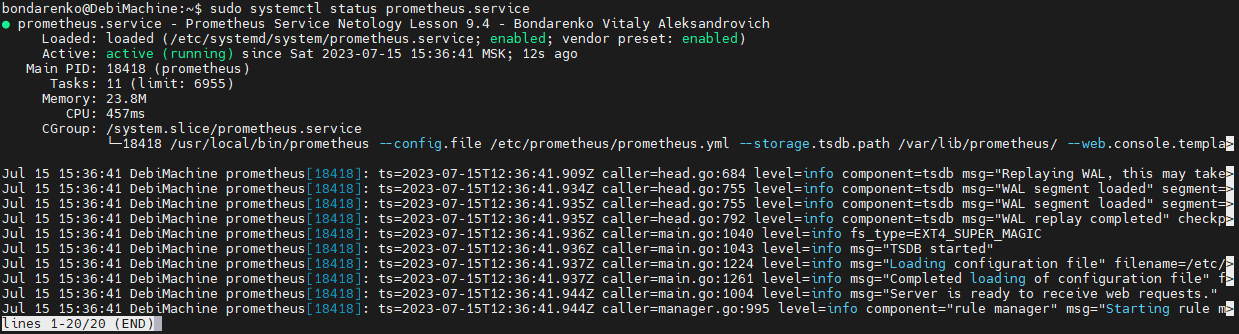 bondarenko@DebiMachine:~$ sudo systemctl status prometheus.service
● prometheus.service - Prometheus Service Netology Lesson 9.4 - Bondarenko Vitaly Aleksandrovich
Loaded: loaded (/etc/systemd/system/prometheus.service; enabled; vendor preset: enabled)
Active: active (running) since Sat 2023-07-15 15:36:41 MSK; 12s ago
Main PID: 18418 (prometheus)
Tasks: 11 (limit: 6955)
Memory: 23.8M
CPU: 457ms
CGroup: /system.slice/prometheus.service
└─18418 /usr/local/bin/prometheus --config.file /etc/prometheus/prometheus.yml --storage.tsdb.path /var/lib/prometheus/ --web.console.templa>
Jul 15 15:36:41 DebiMachine prometheus[18418]: ts=2023-07-15T12:36:41.909Z caller=head.go:684 level=info component=tsdb msg="Replaying WAL, this may take>
Jul 15 15:36:41 DebiMachine prometheus[18418]: ts=2023-07-15T12:36:41.934Z caller=head.go:755 level=info component=tsdb msg="WAL segment loaded" segment=>
Jul 15 15:36:41 DebiMachine prometheus[18418]: ts=2023-07-15T12:36:41.935Z caller=head.go:755 level=info component=tsdb msg="WAL segment loaded" segment=>
Jul 15 15:36:41 DebiMachine prometheus[18418]: ts=2023-07-15T12:36:41.935Z caller=head.go:792 level=info component=tsdb msg="WAL replay completed" checkp>
Jul 15 15:36:41 DebiMachine prometheus[18418]: ts=2023-07-15T12:36:41.936Z caller=main.go:1040 level=info fs_type=EXT4_SUPER_MAGIC
Jul 15 15:36:41 DebiMachine prometheus[18418]: ts=2023-07-15T12:36:41.936Z caller=main.go:1043 level=info msg="TSDB started"
Jul 15 15:36:41 DebiMachine prometheus[18418]: ts=2023-07-15T12:36:41.937Z caller=main.go:1224 level=info msg="Loading configuration file" filename=/etc/>
Jul 15 15:36:41 DebiMachine prometheus[18418]: ts=2023-07-15T12:36:41.937Z caller=main.go:1261 level=info msg="Completed loading of configuration file" f>
Jul 15 15:36:41 DebiMachine prometheus[18418]: ts=2023-07-15T12:36:41.944Z caller=main.go:1004 level=info msg="Server is ready to receive web requests."
Jul 15 15:36:41 DebiMachine prometheus[18418]: ts=2023-07-15T12:36:41.944Z caller=manager.go:995 level=info component="rule manager" msg="Starting rule m>
lines 1-20/20 (END)